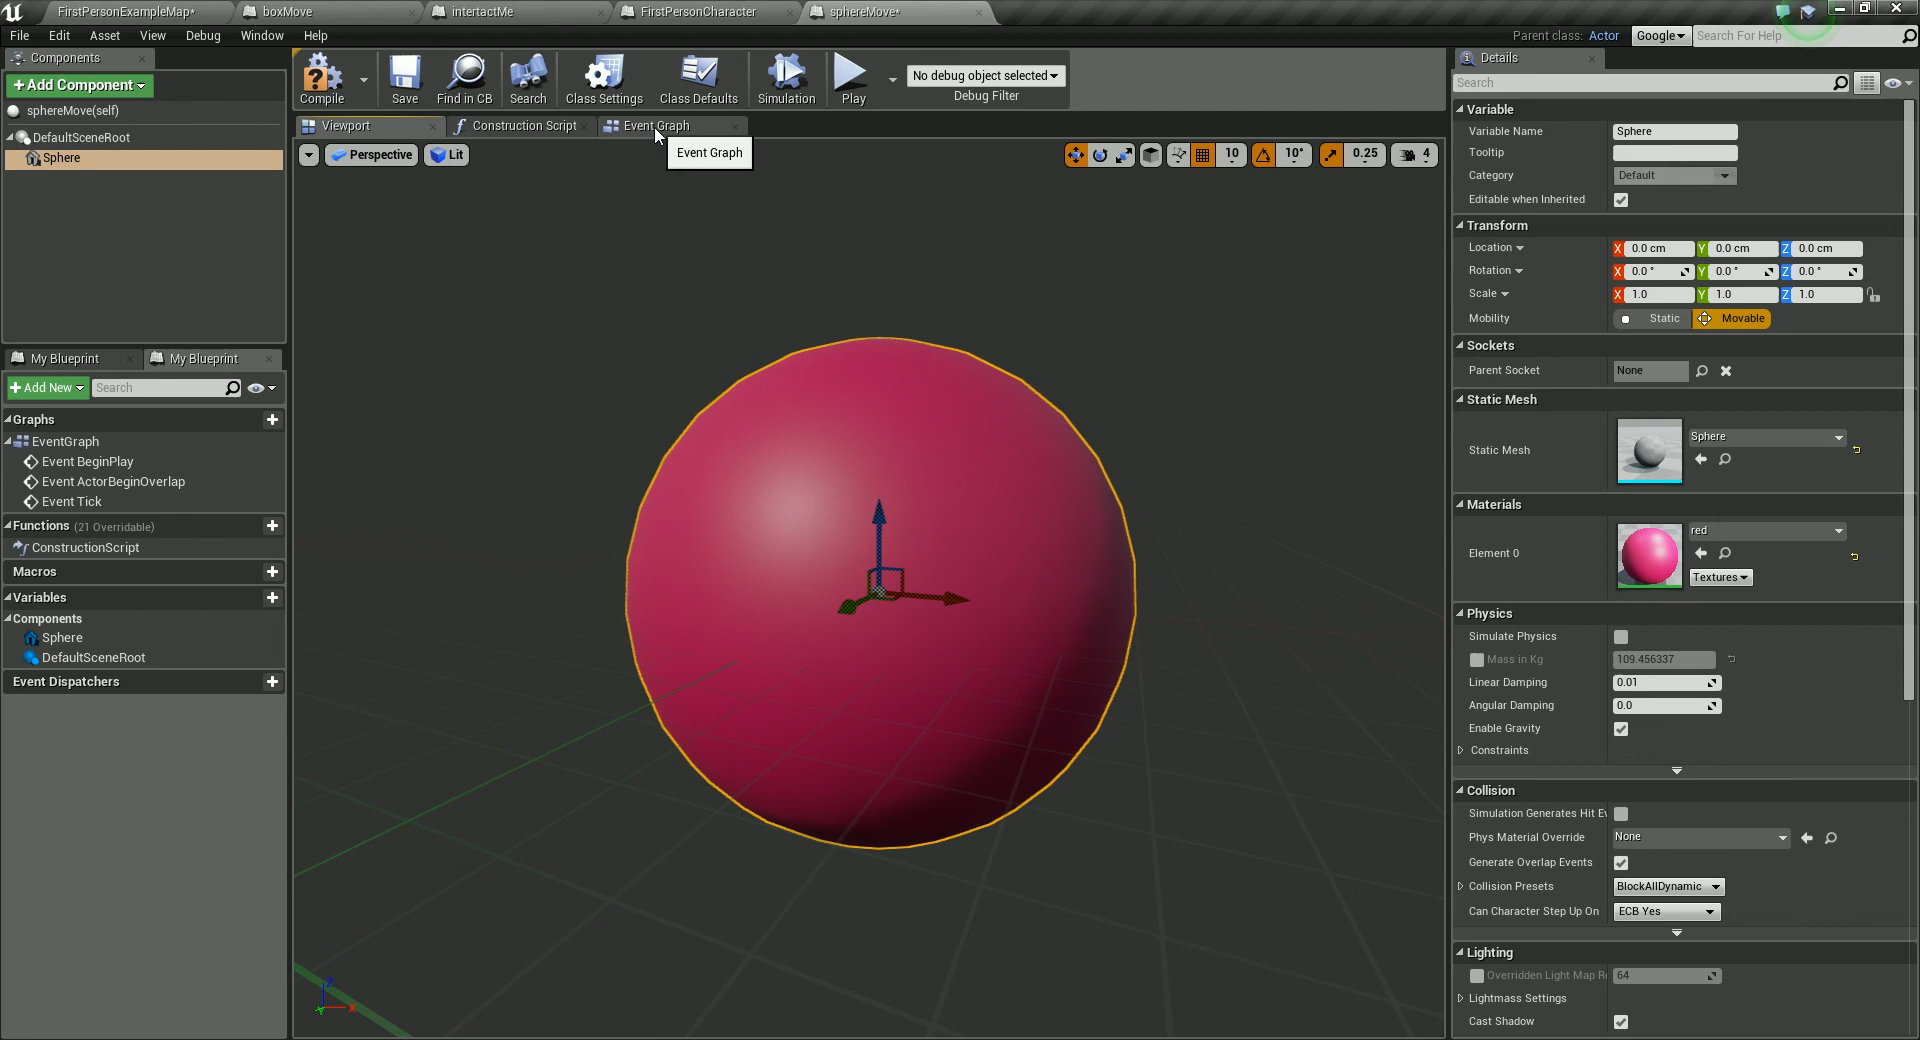 FirstPersonExampleMap*
boxMove
intertactMe
FirstPersonCharacter
sphereMove*
File Edit Asset View Debug Window Help
Parent class: Actor
Google
Search For Help
Components
+Add Component
sphereMove(self)
DefaultSceneRoot
Sphere
My Blueprint
My Blueprint
+Add New
Search
Graphs
EventGraph
Event BeginPlay
Event ActorBeginOverlap
Event Tick
Functions (21 Overridable)
ConstructionScript
Macros
Variables
Components
Sphere
DefaultSceneRoot
Event Dispatchers
Compile
Save
Find in CB
Search
Class Settings
Class Defaults
Simulation
Play
No debug object selected
Debug Filter
Viewport
Construction Script
Event Graph
Event Graph
Perspective
Lit
10
10°
0.25
4
Z
X
Y
Details
Search
Variable
Variable Name Sphere
Tooltip
Category Default
Editable when Inherited
Transform
Location X 0.0 cm Y 0.0 cm Z 0.0 cm
Rotation X 0.0 ° Y 0.0 ° Z 0.0 °
Scale X 1.0 Y 1.0 Z 1.0
Mobility Static Movable
Sockets
Parent Socket None
Static Mesh
Static Mesh Sphere
Materials
Element 0 red
Textures
Physics
Simulate Physics
Mass in Kg 109.456337
Linear Damping 0.01
Angular Damping 0.0
Enable Gravity
Constraints
Collision
Simulation Generates Hit Ev
Phys Material Override None
Generate Overlap Events
Collision Presets BlockAllDynamic
Can Character Step Up On ECB Yes
Lighting
Overridden Light Map Re 64
Lightmass Settings
Cast Shadow